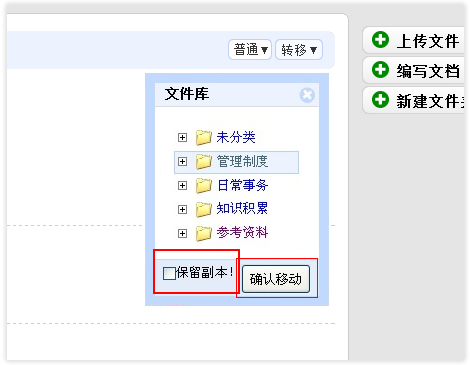 普通▼ 转移▼
上传文件
编写文档
新建文件夹
文件库
未分类
管理制度
日常事务
知识积累
参考资料
保留副本!
确认移动